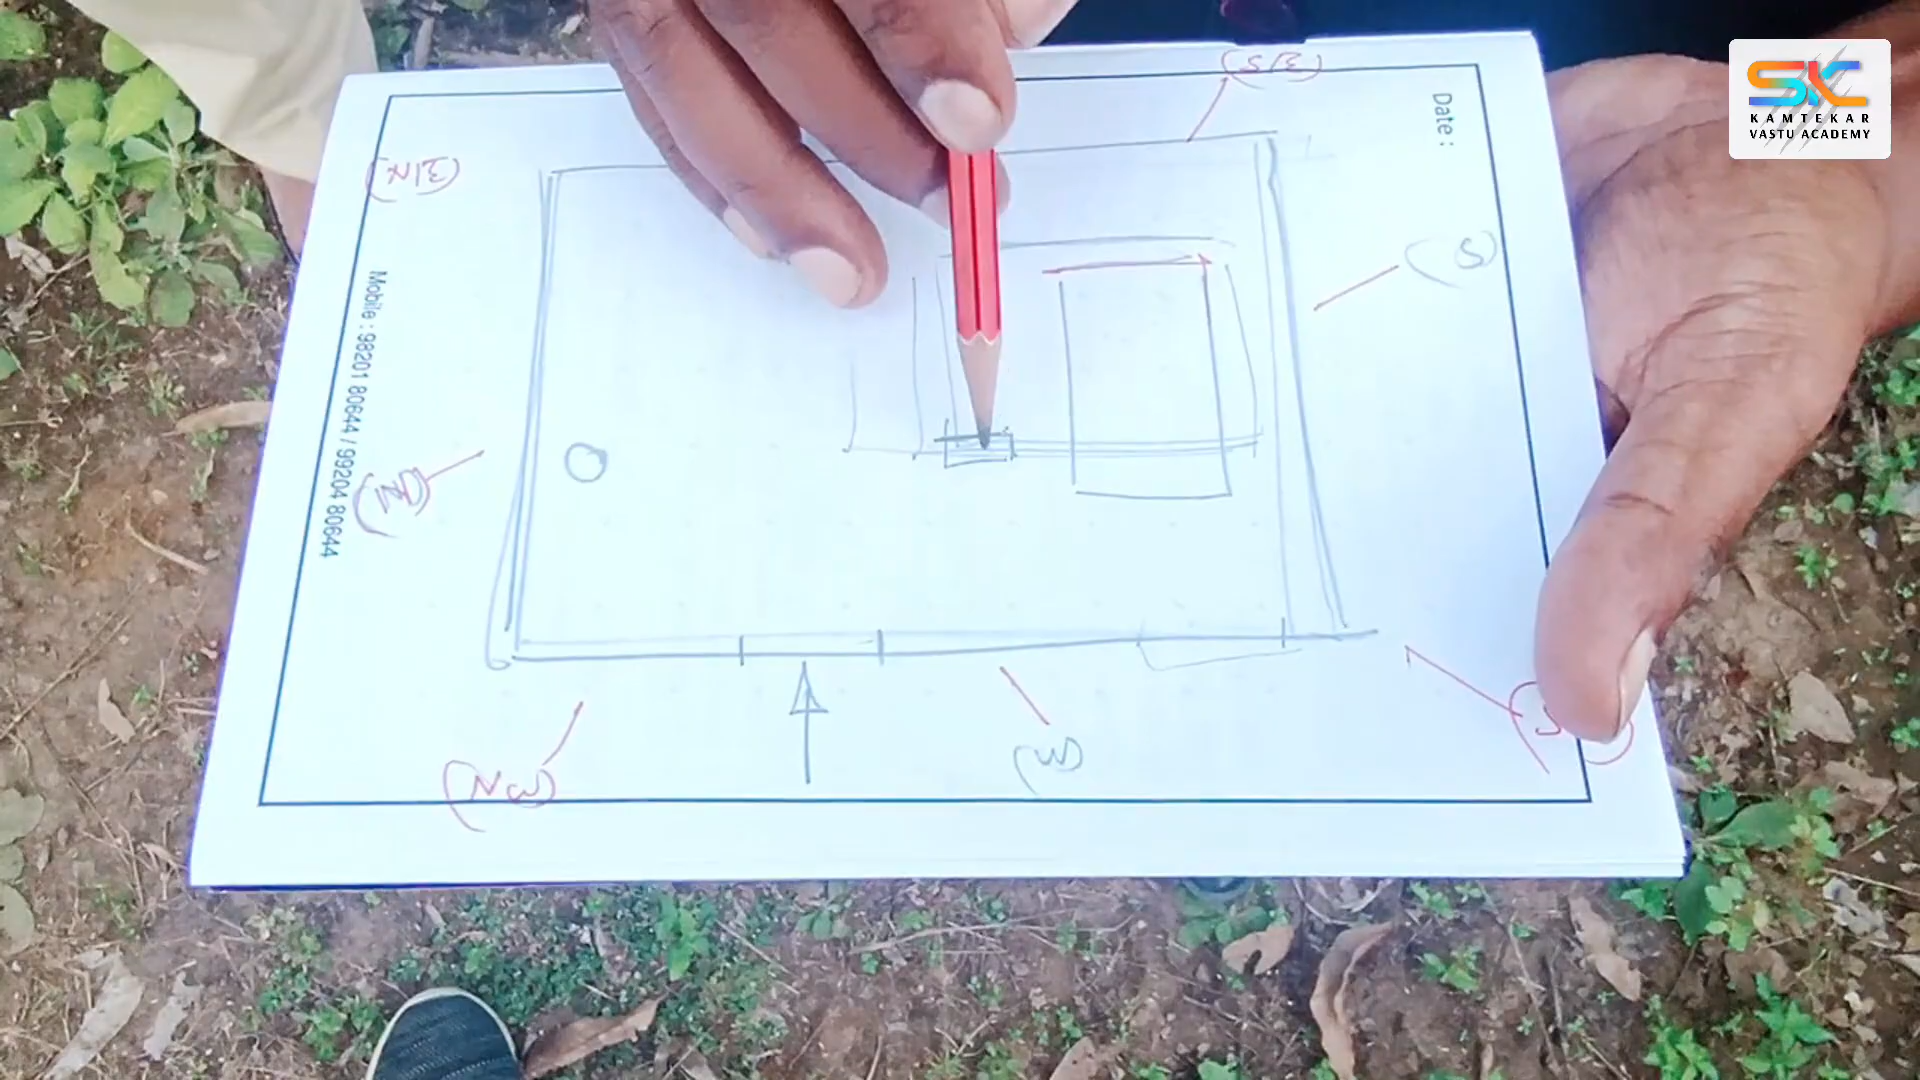 SK
KAMTEKAR
VASTU ACADEMY
Date :
Mobile : 98201 80644 / 99204 80644
(S/E)
(S)
(N)
(W)
(NW)